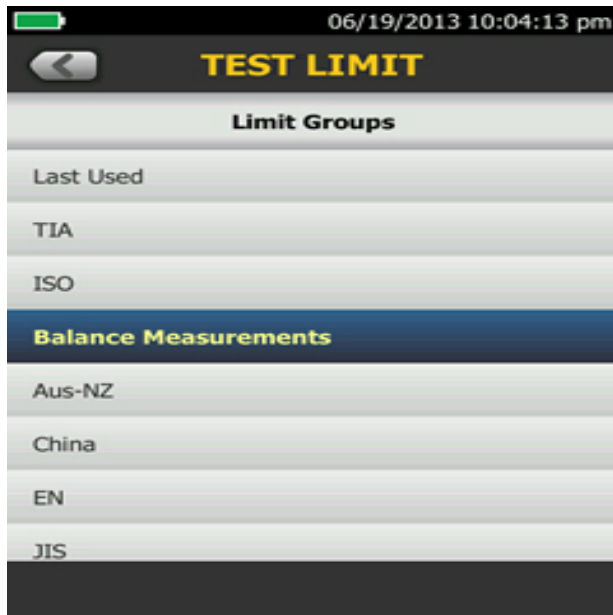 06/19/2013 10:04:13 pm
TEST LIMIT
Limit Groups
Last Used
TIA
ISO
Balance Measurements
Aus-NZ
China
EN
JIS